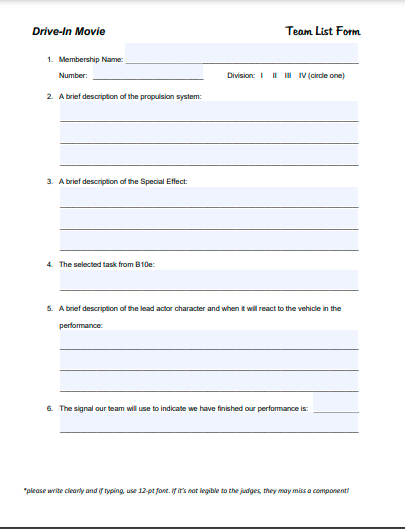 Drive-In Movie Team List Form
1. Membership Name:
Number: Division: I II III IV (circle one)
2. A brief description of the propulsion system:
3. A brief description of the Special Effect:
4. The selected task from B10e:
5. A brief description of the lead actor character and when it will react to the vehicle in the
performance:
6. The signal our team will use to indicate we have finished our performance is:
*please write clearly and if typing, use 12-pt font. If it's not legible to the judges, they may miss a component!